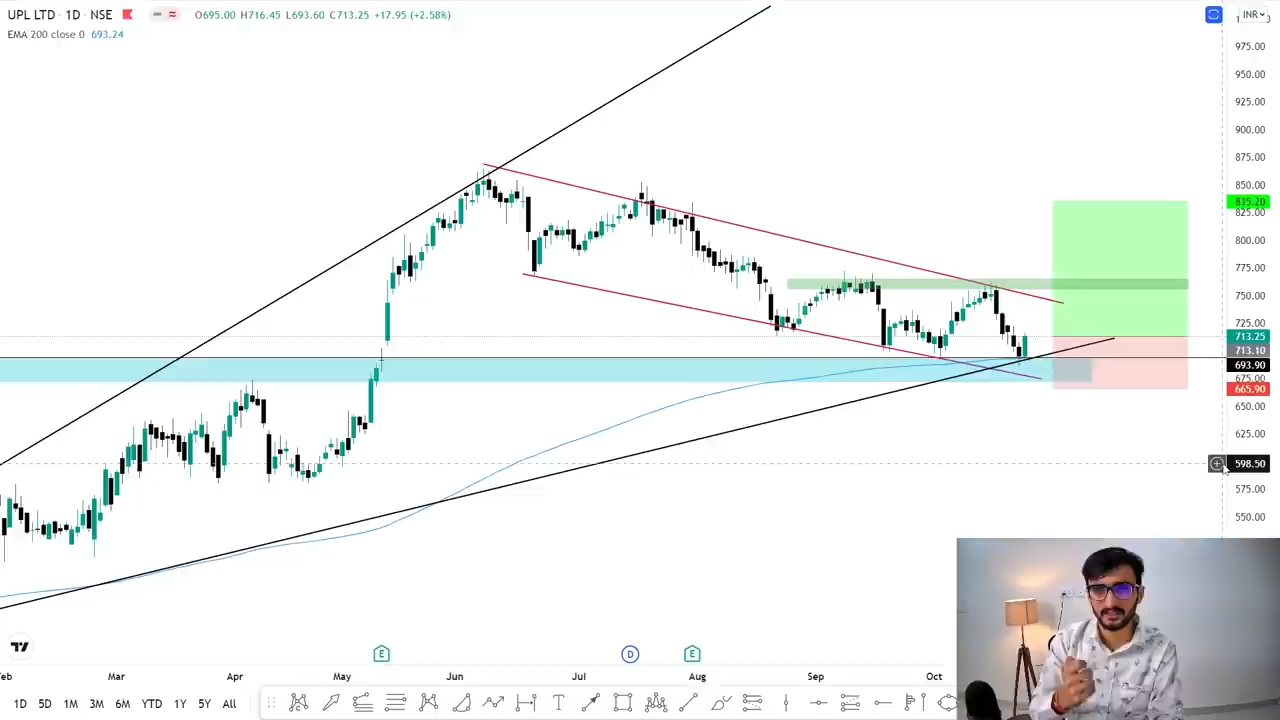 UPL LTD · 1D · NSE
O695.00 H716.45 L693.60 C713.25 +17.95 (+2.58%)
INR
EMA 200 close 0 693.24
975.00
950.00
925.00
900.00
875.00
850.00
835.20
825.00
800.00
775.00
750.00
725.00
713.25
713.10
693.90
675.00
665.90
650.00
625.00
598.50
575.00
550.00
E
D
E
Mar
Apr
May
Jun
Jul
Aug
Sep
Oct
1D 5D 1M 3M 6M YTD 1Y 5Y All
T